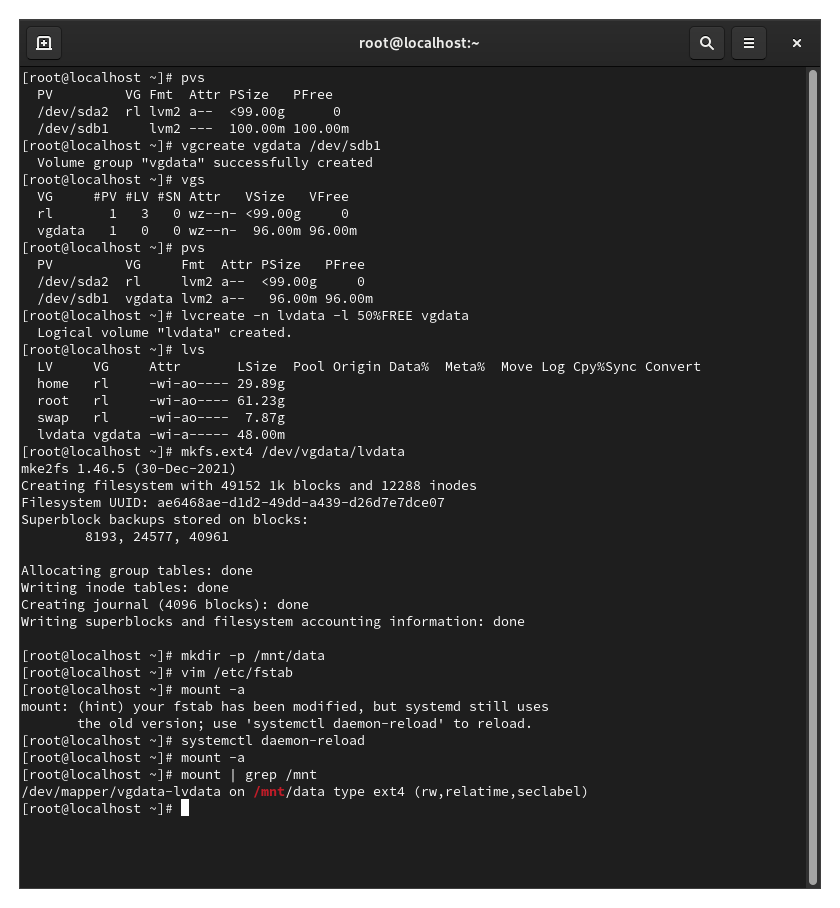 root@localhost:~
[root@localhost ~]# pvs
  PV         VG Fmt  Attr PSize   PFree
  /dev/sda2  rl lvm2 a--  <99.00g      0
  /dev/sdb1     lvm2 ---  100.00m 100.00m
[root@localhost ~]# vgcreate vgdata /dev/sdb1
  Volume group "vgdata" successfully created
[root@localhost ~]# vgs
  VG     #PV #LV #SN Attr   VSize   VFree
  rl       1   3   0 wz--n- <99.00g     0
  vgdata   1   0   0 wz--n-  96.00m 96.00m
[root@localhost ~]# pvs
  PV         VG     Fmt  Attr PSize   PFree
  /dev/sda2  rl     lvm2 a--  <99.00g     0
  /dev/sdb1  vgdata lvm2 a--   96.00m 96.00m
[root@localhost ~]# lvcreate -n lvdata -l 50%FREE vgdata
  Logical volume "lvdata" created.
[root@localhost ~]# lvs
  LV     VG     Attr       LSize  Pool Origin Data%  Meta%  Move Log Cpy%Sync Convert
  home   rl     -wi-ao---- 29.89g
  root   rl     -wi-ao---- 61.23g
  swap   rl     -wi-ao----  7.87g
  lvdata vgdata -wi-a----- 48.00m
[root@localhost ~]# mkfs.ext4 /dev/vgdata/lvdata
mke2fs 1.46.5 (30-Dec-2021)
Creating filesystem with 49152 1k blocks and 12288 inodes
Filesystem UUID: ae6468ae-d1d2-49dd-a439-d26d7e7dce07
Superblock backups stored on blocks:
        8193, 24577, 40961

Allocating group tables: done
Writing inode tables: done
Creating journal (4096 blocks): done
Writing superblocks and filesystem accounting information: done

[root@localhost ~]# mkdir -p /mnt/data
[root@localhost ~]# vim /etc/fstab
[root@localhost ~]# mount -a
mount: (hint) your fstab has been modified, but systemd still uses
       the old version; use 'systemctl daemon-reload' to reload.
[root@localhost ~]# systemctl daemon-reload
[root@localhost ~]# mount -a
[root@localhost ~]# mount | grep /mnt
/dev/mapper/vgdata-lvdata on /mnt/data type ext4 (rw,relatime,seclabel)
[root@localhost ~]#